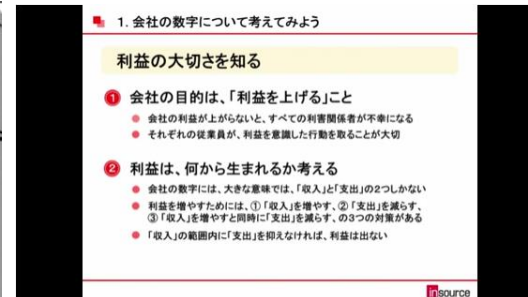 1. 会社の数字について考えてみよう
利益の大切さを知る
1 会社の目的は、「利益を上げる」こと
会社の利益が上がらないと、すべての利害関係者が不幸になる
それぞれの従業員が、利益を意識した行動を取ることが大切
2 利益は、何から生まれるか考える
会社の数字には、大きな意味では、「収入」と「支出」の2つしかない
利益を増やすためには、①「収入」を増やす、②「支出」を減らす、
③「収入」を増やすと同時に「支出」を減らす、の3つの対策がある
「収入」の範囲内に「支出」を抑えなければ、利益は出ない
insource